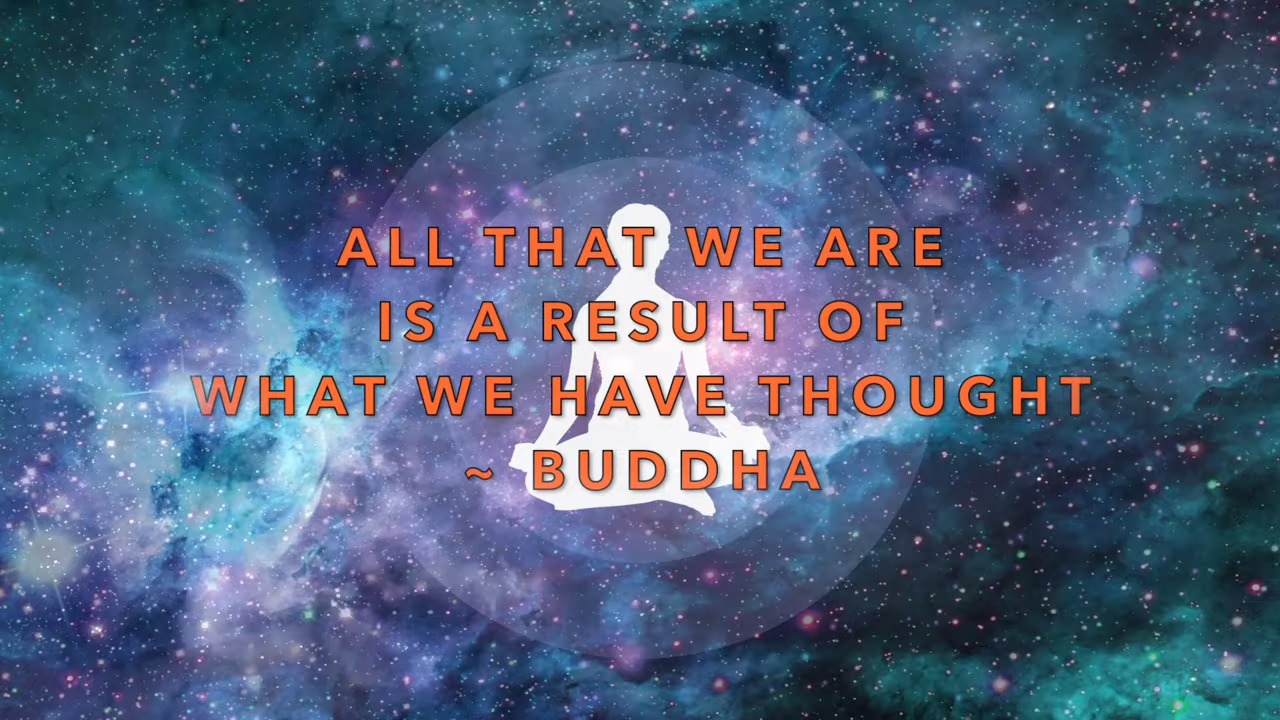 ALL THAT WE ARE
IS A RESULT OF
WHAT WE HAVE THOUGHT
~ BUDDHA